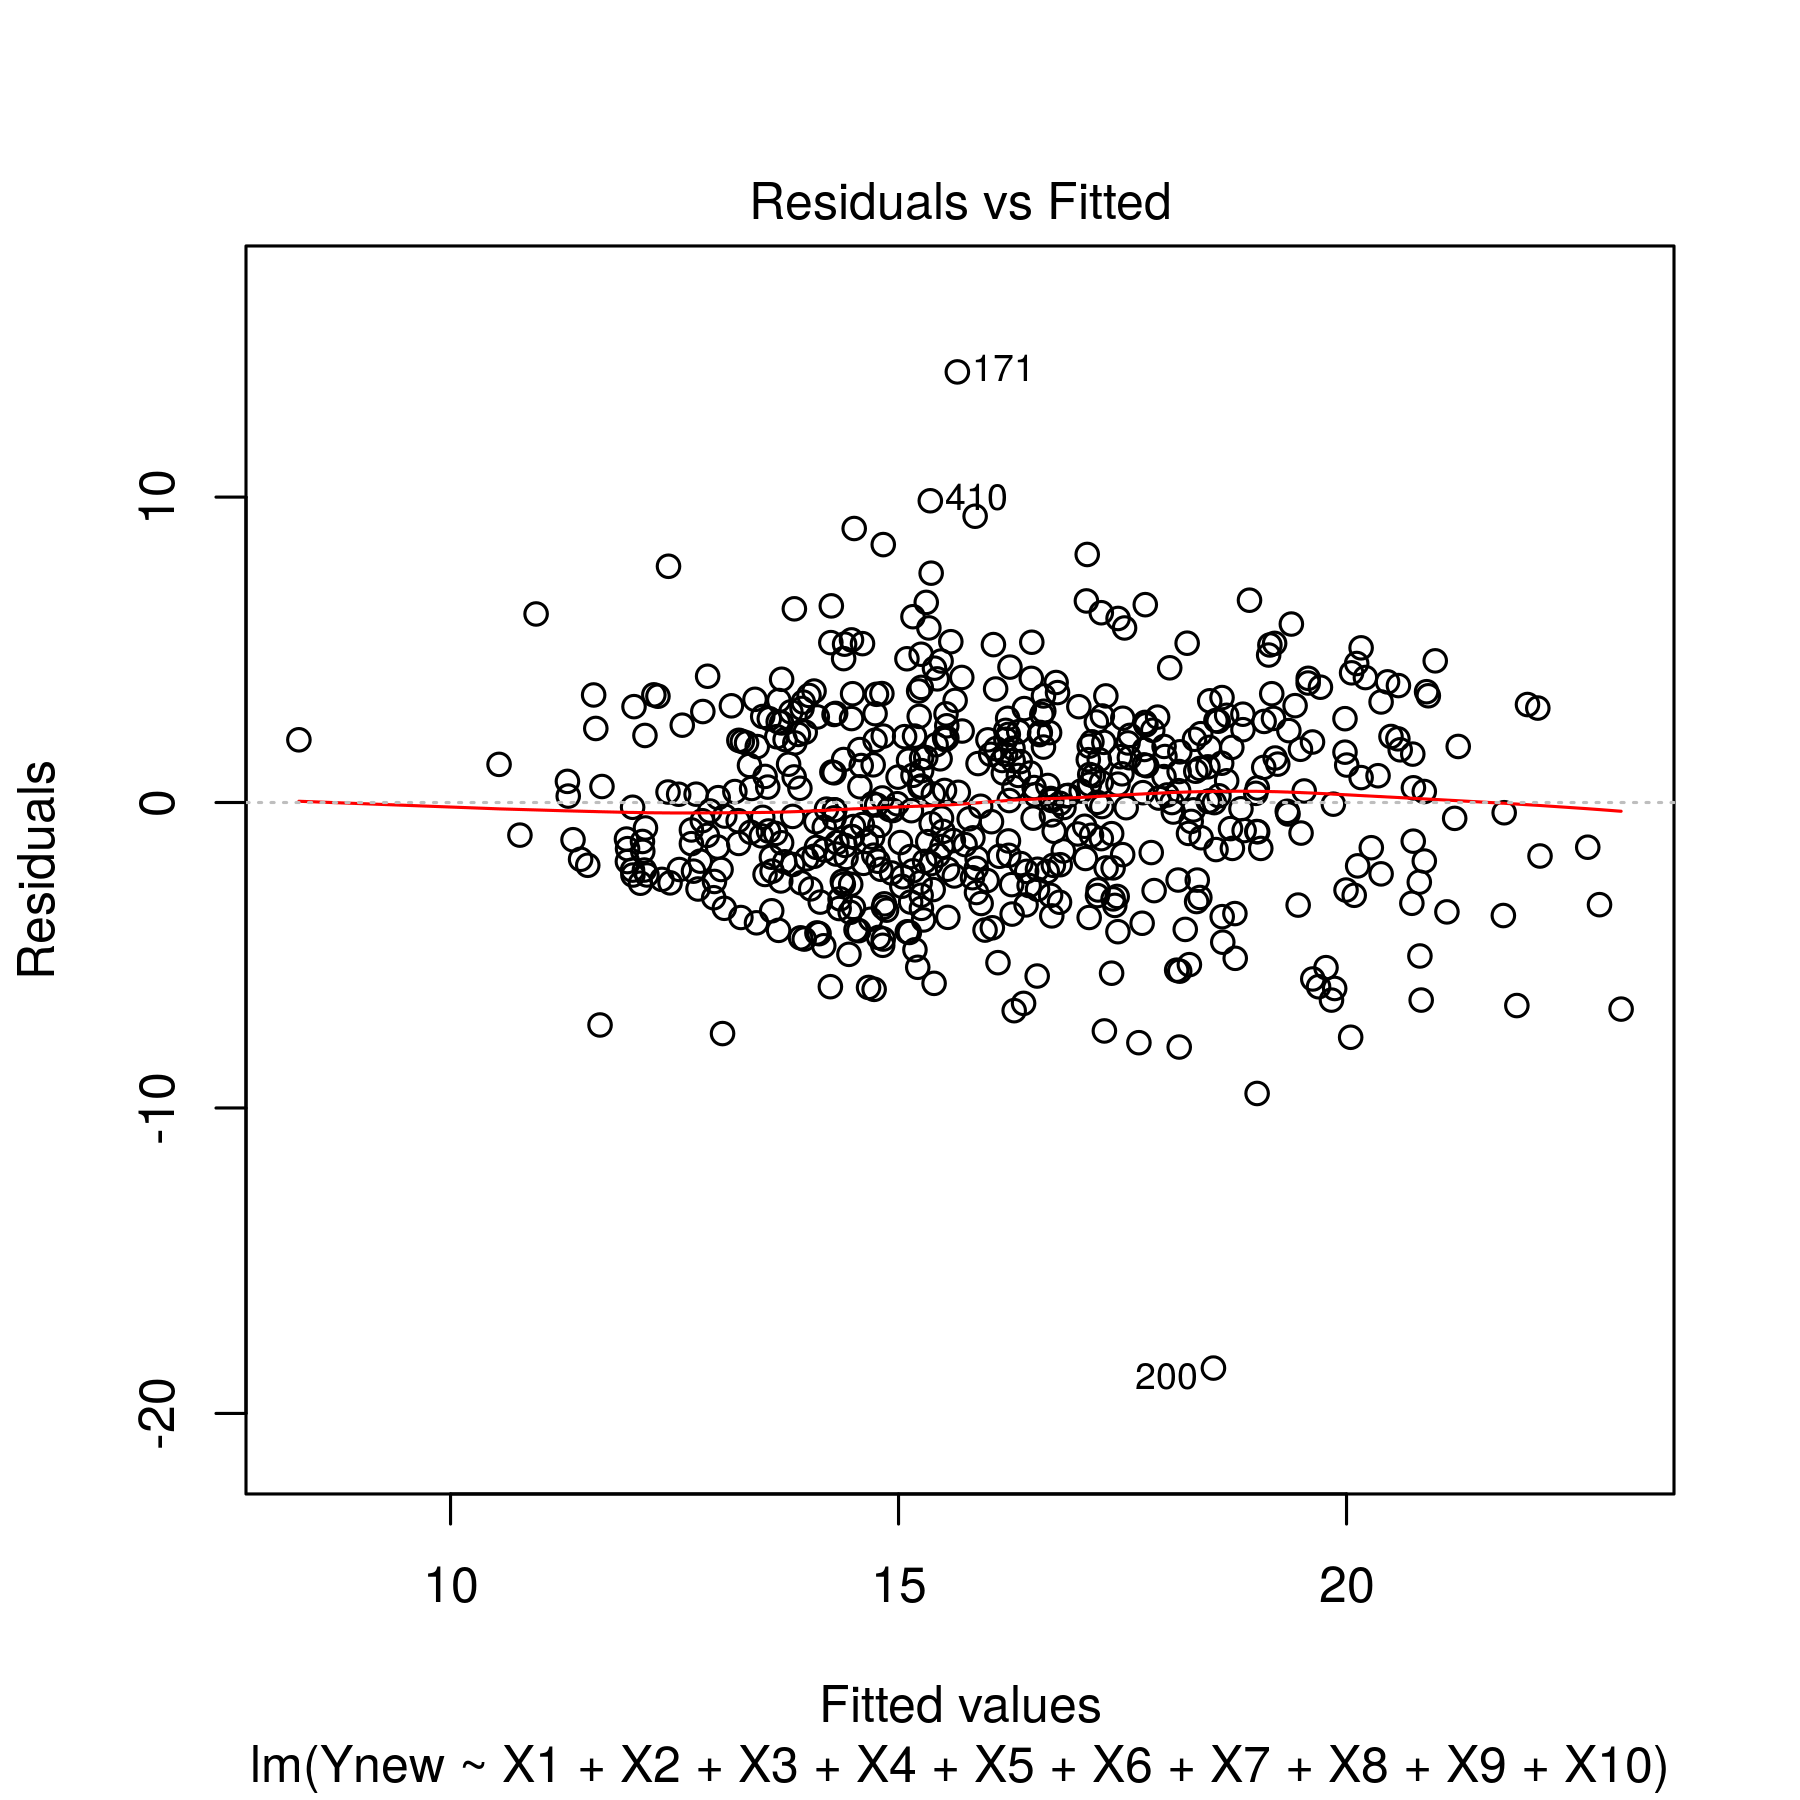 Residuals vs Fitted
171
410
200
Residuals
10
0
-10
-20
10 15 20
Fitted values
lm(Ynew ~ X1 + X2 + X3 + X4 + X5 + X6 + X7 + X8 + X9 + X10)